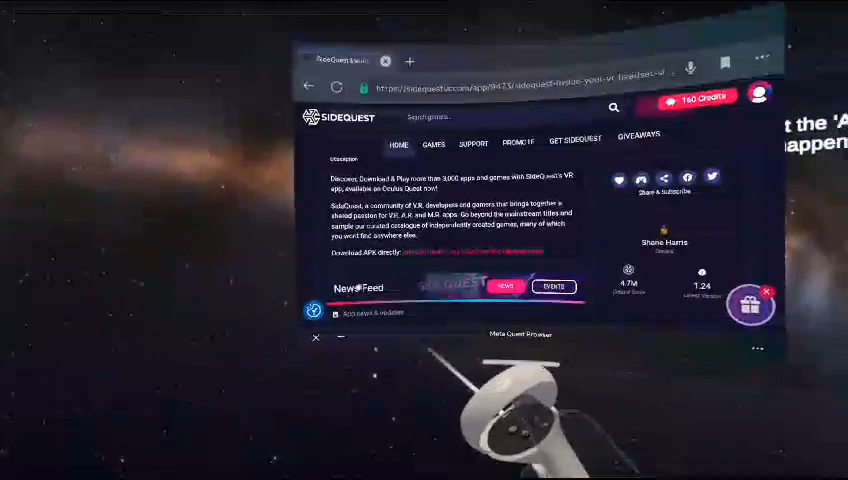 SideQuest
https://sidequestvr.com/app/9473/sidequest-inside-your-vr-headset-
SIDEQUEST
Search games...
160 Credits
HOME GAMES SUPPORT PROMOTE GET SIDEQUEST GIVEAWAYS
t the 'A
appen
Description
Discover, Download & Play more than 3,000 apps and games with SideQuest's VR
app, available on Oculus Quest now!
SideQuest, a community of V.R. developers and gamers that brings together a
shared passion for V.R, A.R. and M.R. apps. Go beyond the mainstream titles and
sample our curated catalogue of independently created games, many of which
you wont find anywhere else.
Download APK directly:
Share & Subscribe
Shane Harris
4.7M
1.24
Latest Version
News Feed
SIDEQUEST
NEWS
EVENTS
App news & updates
Meta Quest Browser